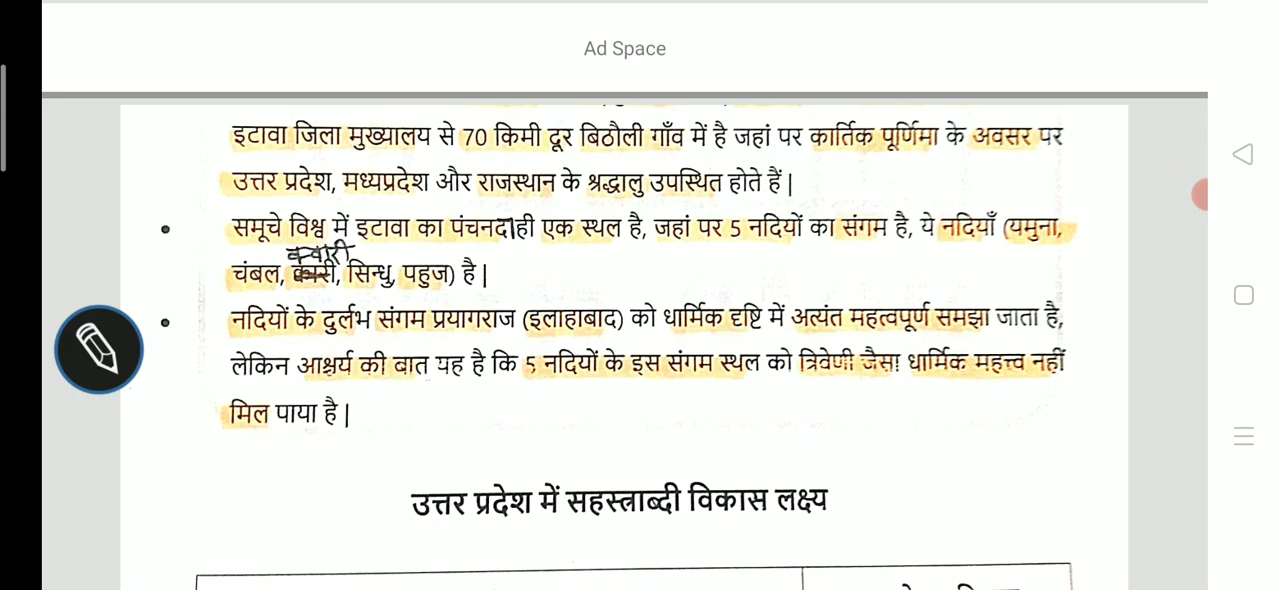 Ad Space
इटावा जिला मुख्यालय से 70 किमी दूर बिठौली गाँव में है जहां पर कार्तिक पूर्णिमा के अवसर पर
उत्तर प्रदेश, मध्यप्रदेश और राजस्थान के श्रद्धालु उपस्थित होते हैं |
• समूचे विश्व में इटावा का पंचनदा ही एक स्थल है, जहां पर 5 नदियों का संगम है, ये नदियाँ (यमुना,
क्वारी
चंबल, सिन्धु, पहुज) है |
• नदियों के दुर्लभ संगम प्रयागराज (इलाहाबाद) को धार्मिक दृष्टि में अत्यंत महत्वपूर्ण समझा जाता है,
लेकिन आश्चर्य की बात यह है कि 5 नदियों के इस संगम स्थल को त्रिवेणी जैसा धार्मिक महत्त्व नहीं
मिल पाया है |
उत्तर प्रदेश में सहस्त्राब्दी विकास लक्ष्य